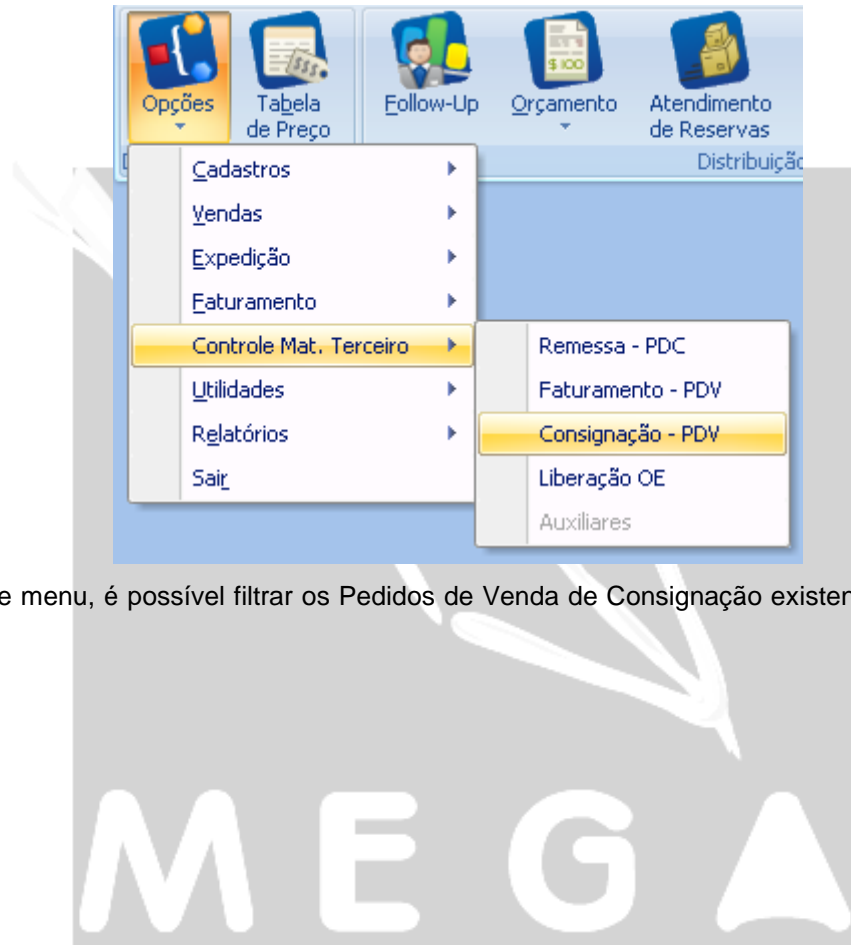 $$$.
$ 100
Opções
Tabela
de Preço
Follow-Up
Orçamento
Atendimento
de Reservas
Distribuiçã
Cadastros
Vendas
Expedição
Faturamento
Controle Mat. Terceiro
Utilidades
Relatórios
Sair
Remessa - PDC
Faturamento - PDV
Consignação - PDV
Liberação OE
Auxiliares
e menu, é possível filtrar os Pedidos de Venda de Consignação existen
MEGA